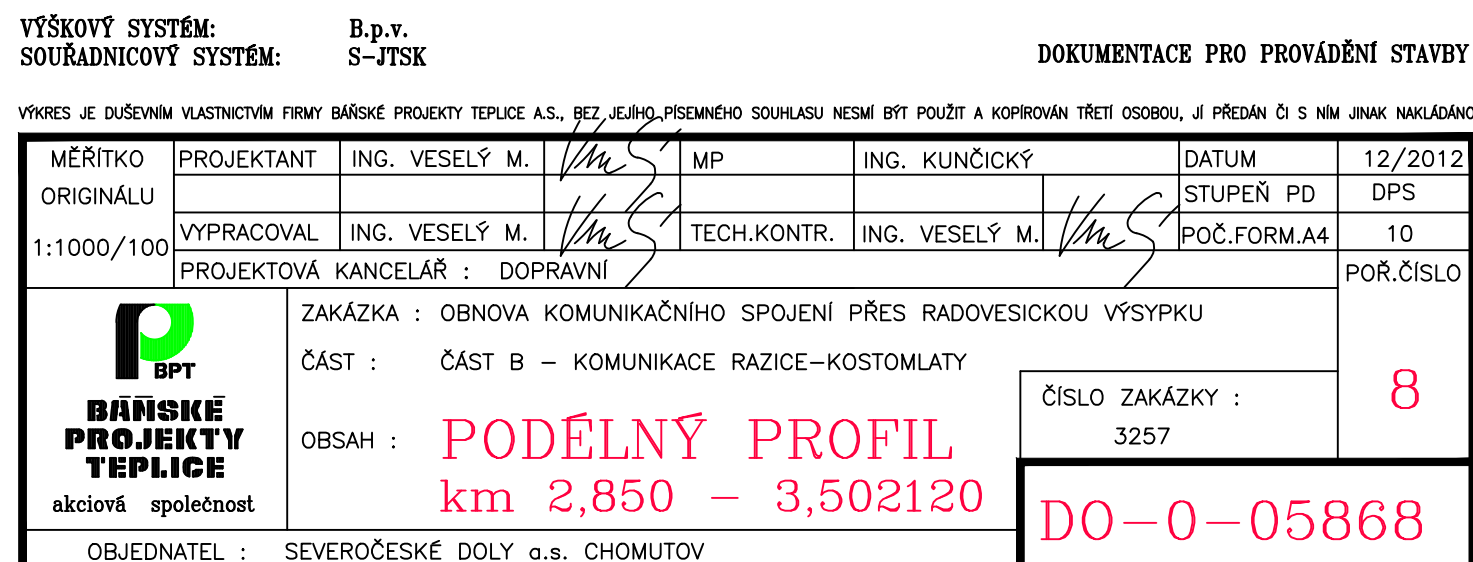 VÝŠKOVÝ SYSTÉM: B.p.v.
SOUŘADNICOVÝ SYSTÉM: S-JTSK
DOKUMENTACE PRO PROVÁDĚNÍ STAVBY
VÝKRES JE DUŠEVNÍM VLASTNICTVÍM FIRMY BÁŇSKÉ PROJEKTY TEPLICE A.S., BEZ JEJÍHO PÍSEMNÉHO SOUHLASU NESMÍ BÝT POUŽIT A KOPÍROVÁN TŘETÍ OSOBOU, JÍ PŘEDÁN ČI S NÍM JINAK NAKLÁDÁNO
MĚŘÍTKO ORIGINÁLU 1:1000/100
PROJEKTANT ING. VESELÝ M. MP ING. KUNČICKÝ DATUM 12/2012
STUPEŇ PD DPS
VYPRACOVAL ING. VESELÝ M. TECH.KONTR. ING. VESELÝ M. POČ.FORM.A4 10
PROJEKTOVÁ KANCELÁŘ : DOPRAVNÍ
POŘ.ČÍSLO
8
BPT
BÁŇSKÉ
PROJEKTY
TEPLICE
akciová společnost
ZAKÁZKA : OBNOVA KOMUNIKAČNÍHO SPOJENÍ PŘES RADOVESICKOU VÝSYPKU
ČÁST : ČÁST B – KOMUNIKACE RAZICE–KOSTOMLATY
OBSAH : PODÉLNÝ PROFIL
km 2,850 – 3,502120
ČÍSLO ZAKÁZKY :
3257
DO-0-05868
OBJEDNATEL : SEVEROČESKÉ DOLY a.s. CHOMUTOV